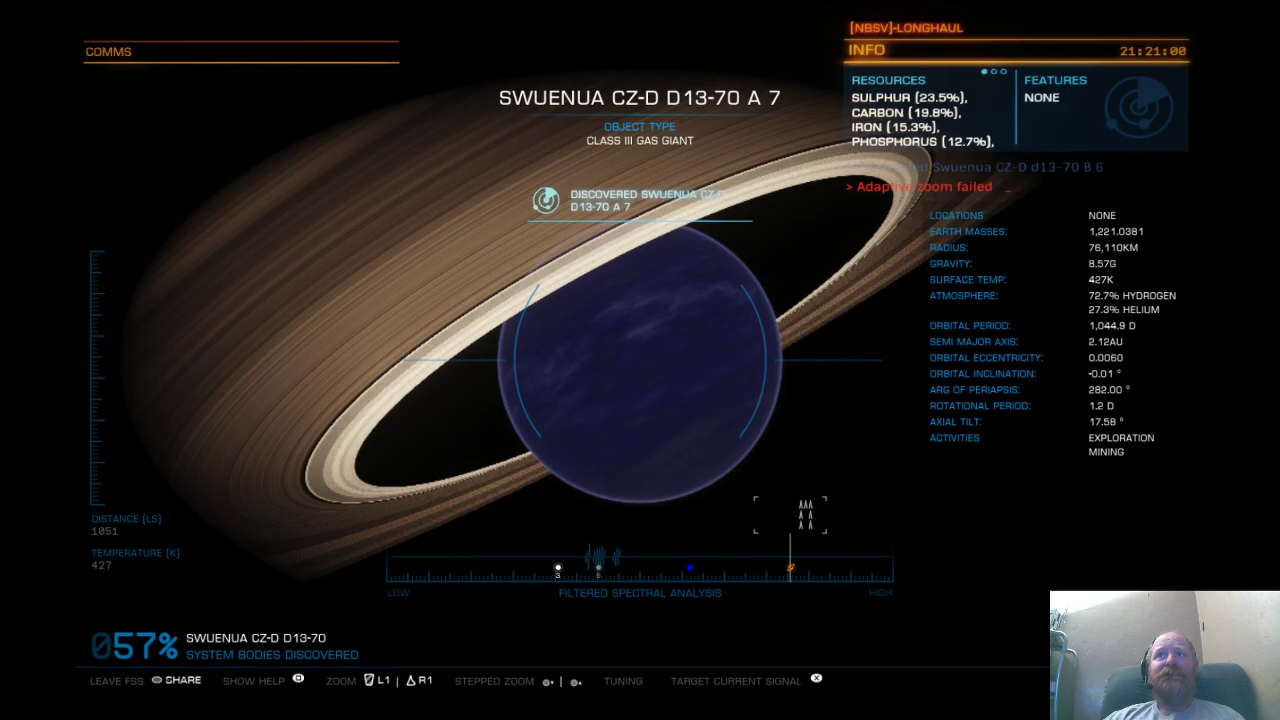 [NBSV]-LONGHAUL
COMMS
INFO
21:21:00
RESOURCES
SULPHUR (23.5%),
CARBON (19.8%),
IRON (15.3%),
PHOSPHORUS (12.7%),
FEATURES
NONE
SWUENUA CZ-D D13-70 A 7
OBJECT TYPE
CLASS III GAS GIANT
Swuenua CZ-D d13-70 B 6
> Adaptive zoom failed _
DISCOVERED SWUENUA CZ-D
D13-70 A 7
LOCATIONS NONE
EARTH MASSES: 1,221.0381
RADIUS: 76,110KM
GRAVITY: 8.57G
SURFACE TEMP: 427K
ATMOSPHERE: 72.7% HYDROGEN
27.3% HELIUM
ORBITAL PERIOD: 1,044.9 D
SEMI MAJOR AXIS: 2.12AU
ORBITAL ECCENTRICITY: 0.0060
ORBITAL INCLINATION: -0.01 °
ARG OF PERIAPSIS: 282.00 °
ROTATIONAL PERIOD: 1.2 D
AXIAL TILT: 17.58 °
ACTIVITIES EXPLORATION
MINING
DISTANCE (LS)
1051
TEMPERATURE (K)
427
LOW
FILTERED SPECTRAL ANALYSIS
HIGH
057%
SWUENUA CZ-D D13-70
SYSTEM BODIES DISCOVERED
LEAVE FSS SHARE SHOW HELP ZOOM L1 | R1 STEPPED ZOOM | TUNING TARGET CURRENT SIGNAL